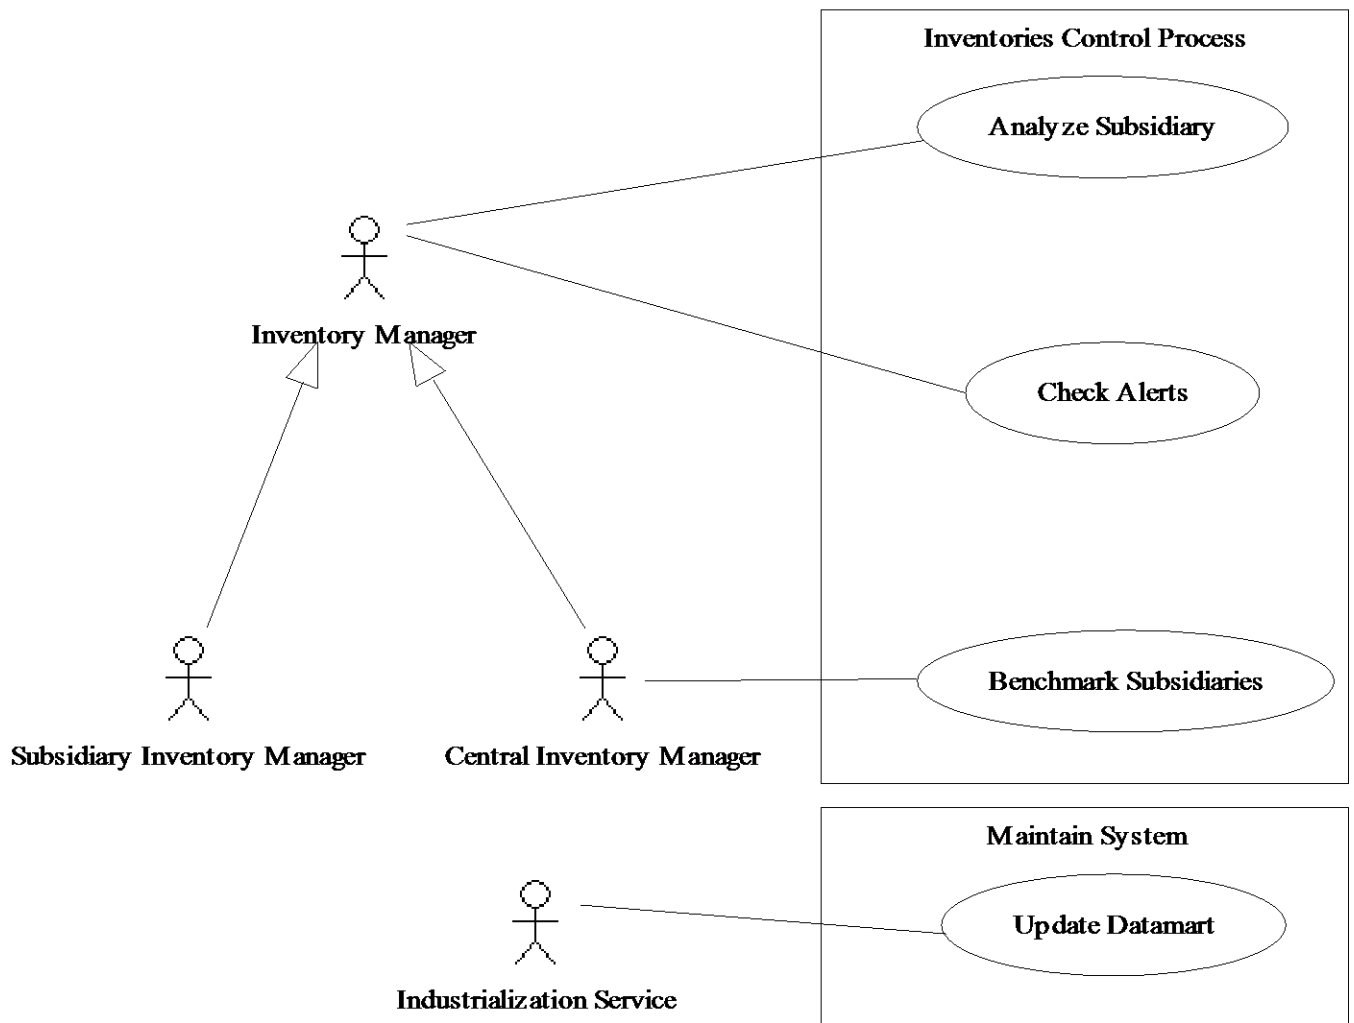 Inventories Control Process
Analyze Subsidiary
Inventory Manager
Check Alerts
Benchmark Subsidiaries
Subsidiary Inventory Manager
Central Inventory Manager
Maintain System
Update Datamart
Industrialization Service